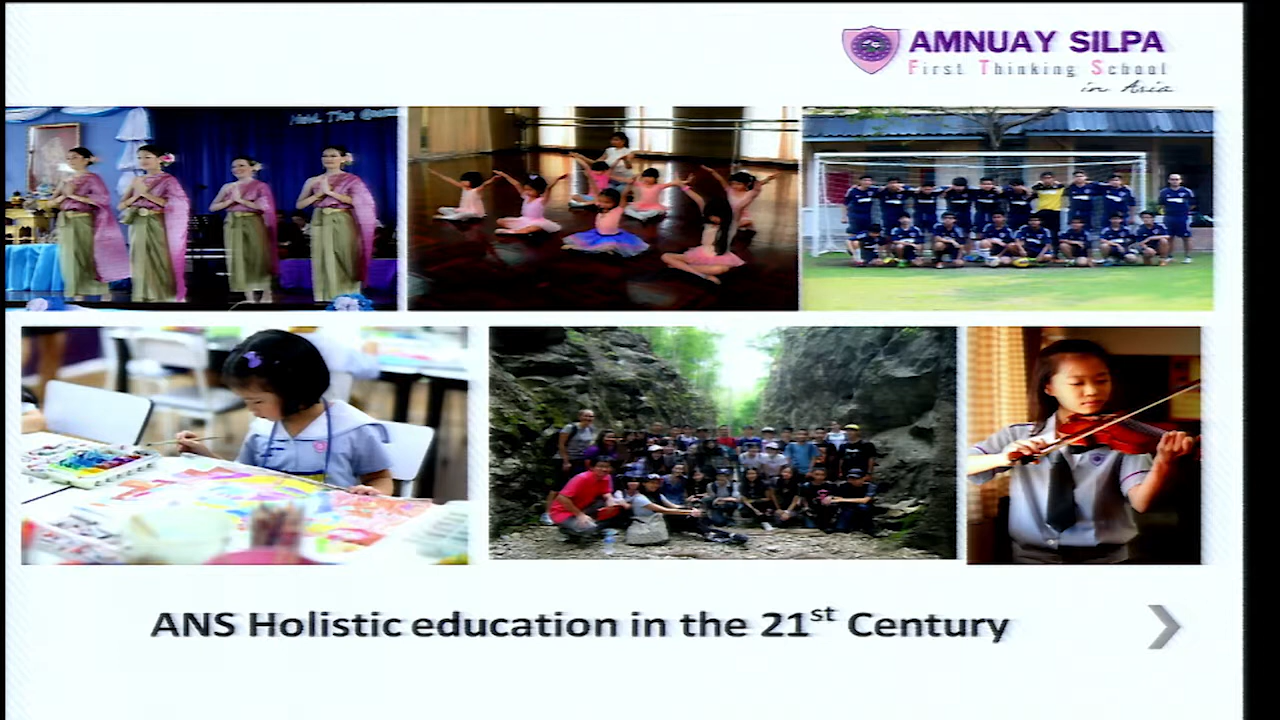 AMNUAY SILPA
First Thinking School
in Asia
ANS Holistic education in the 21st Century